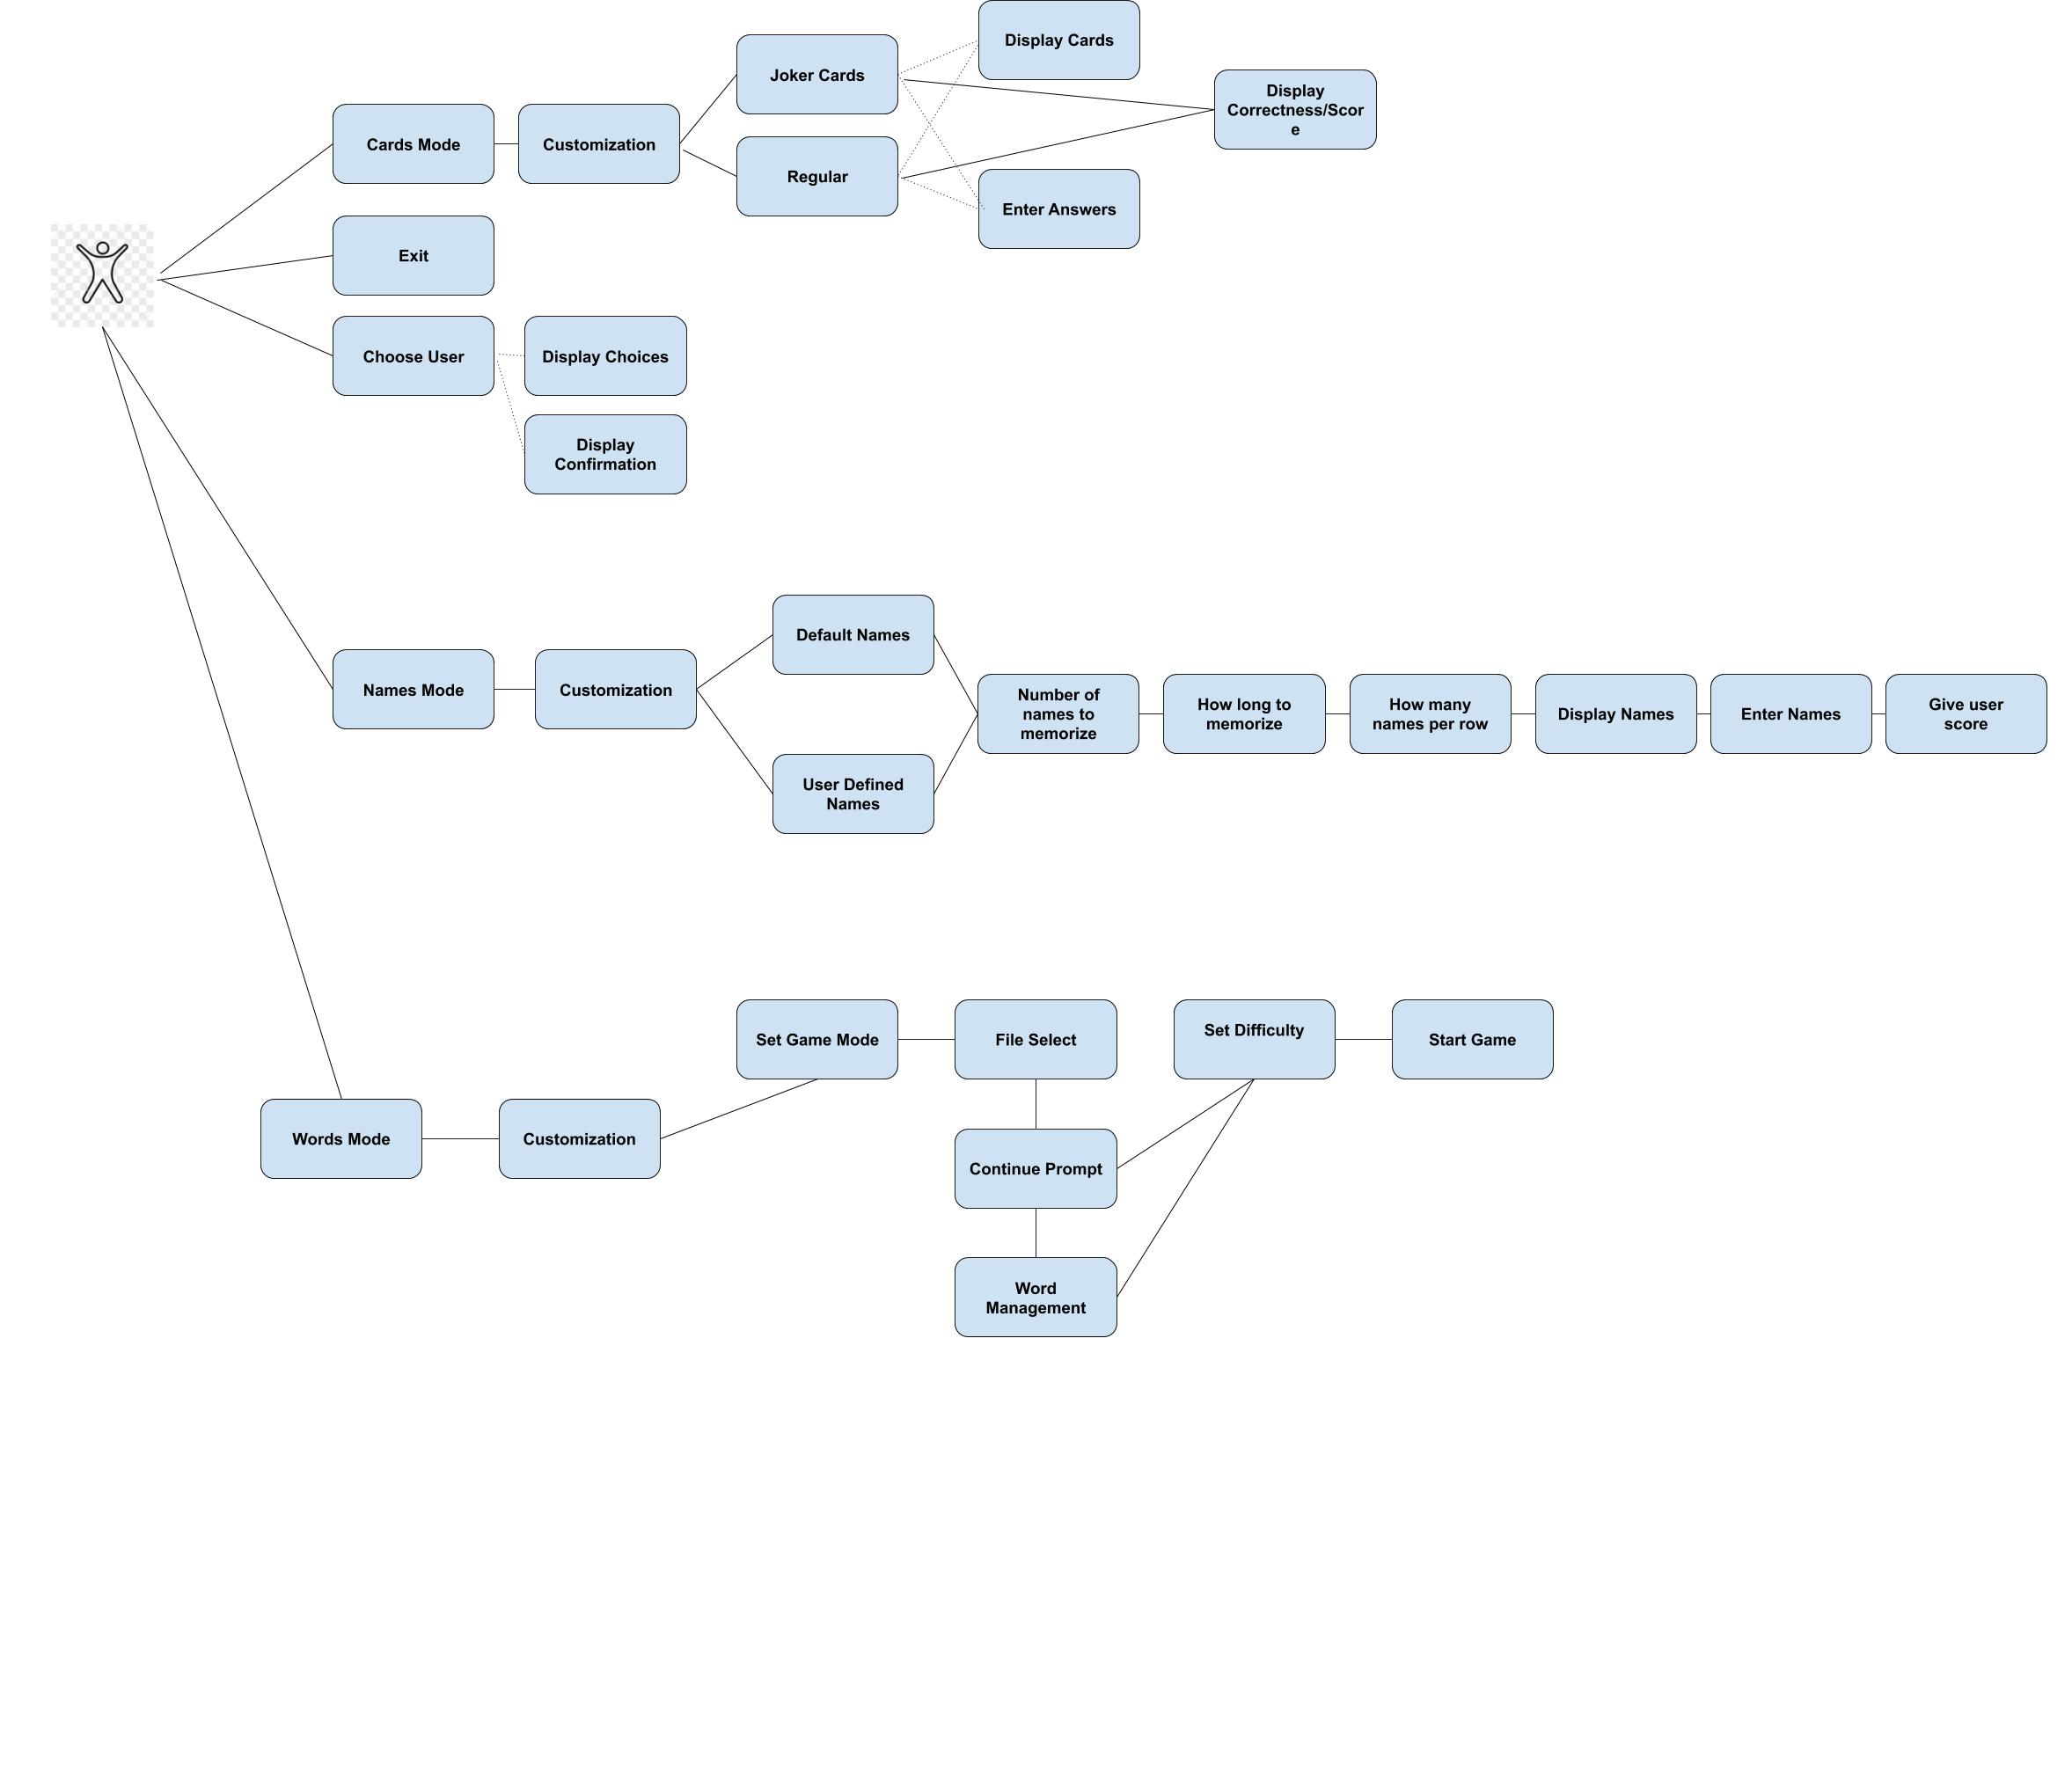 Display Cards
Joker Cards
Display
Correctness/Scor
e
Cards Mode
Customization
Regular
Enter Answers
Exit
Choose User
Display Choices
Display
Confirmation
Default Names
Names Mode
Customization
Number of
names to
memorize
How long to
memorize
How many
names per row
Display Names
Enter Names
Give user
score
User Defined
Names
Set Game Mode
File Select
Set Difficulty
Start Game
Words Mode
Customization
Continue Prompt
Word
Management